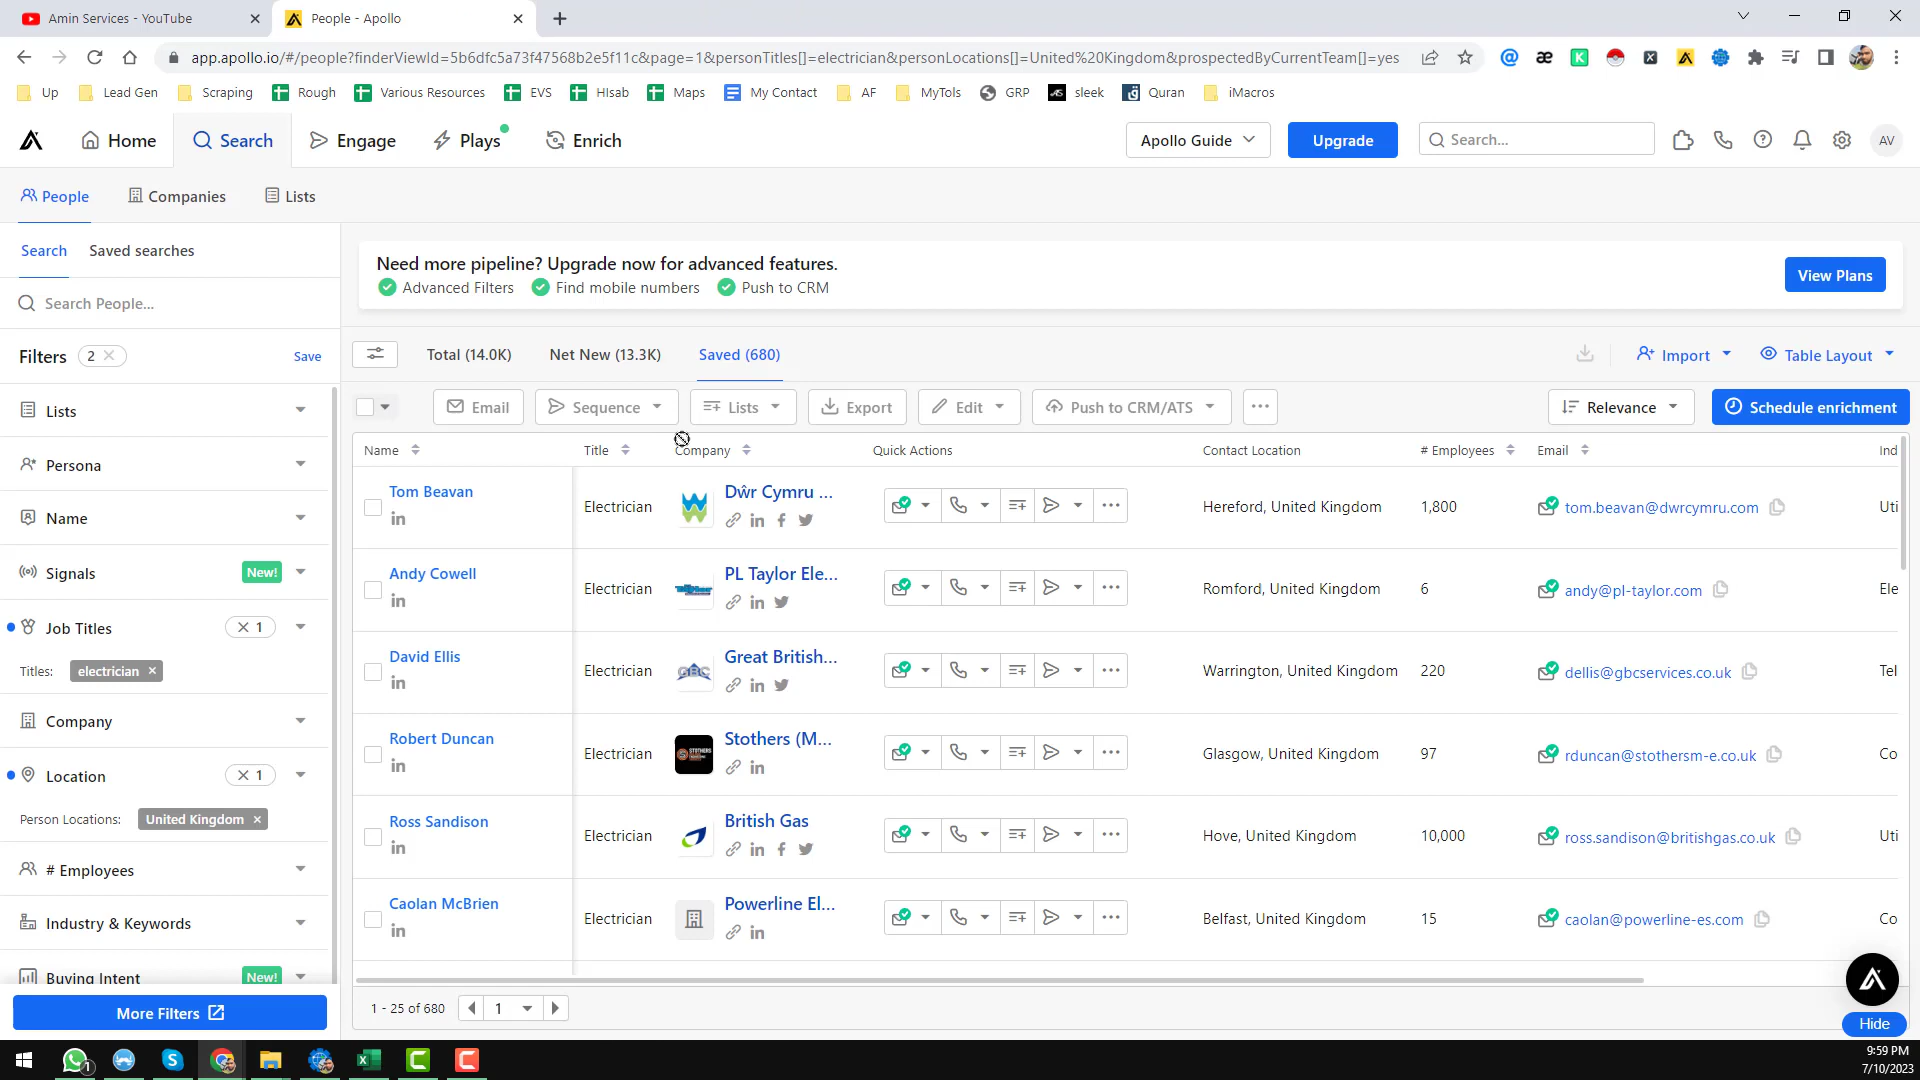 Amin Services - YouTube
People - Apollo
app.apollo.io/#/people?finderViewId=5b6dfc5a73f47568b2e5f11c&page=1&personTitles[]=electrician&personLocations[]=United%20Kingdom&prospectedByCurrentTeam[]=yes
Up
Lead Gen
Scraping
Rough
Various Resources
EVS
HIsab
Maps
My Contact
AF
MyTols
GRP
sleek
Quran
iMacros
Home
Search
Engage
Plays
Enrich
Apollo Guide
Upgrade
Search...
AV
People
Companies
Lists
Search
Saved searches
Search People...
Filters
2
Save
Lists
Persona
Name
Signals
New!
Job Titles
1
Titles:
electrician
Company
Location
1
Person Locations:
United Kingdom
# Employees
Industry & Keywords
Buying Intent
New!
More Filters
Need more pipeline? Upgrade now for advanced features.
Advanced Filters
Find mobile numbers
Push to CRM
View Plans
Total (14.0K)
Net New (13.3K)
Saved (680)
Import
Table Layout
Email
Sequence
Lists
Export
Edit
Push to CRM/ATS
Relevance
Schedule enrichment
Name
Title
Company
Quick Actions
Contact Location
# Employees
Email
Ind
Tom Beavan
Electrician
Dŵr Cymru ...
Hereford, United Kingdom
1,800
tom.beavan@dwrcymru.com
Uti
Andy Cowell
Electrician
PL Taylor Ele...
Romford, United Kingdom
6
andy@pl-taylor.com
Ele
David Ellis
Electrician
GBC
Great British...
Warrington, United Kingdom
220
dellis@gbcservices.co.uk
Tel
Robert Duncan
Electrician
STOTHERS
Stothers (M...
Glasgow, United Kingdom
97
rduncan@stothersm-e.co.uk
Co
Ross Sandison
Electrician
British Gas
Hove, United Kingdom
10,000
ross.sandison@britishgas.co.uk
Uti
Caolan McBrien
Electrician
Powerline El...
Belfast, United Kingdom
15
caolan@powerline-es.com
Co
1 - 25 of 680
1
Hide
1
9:59 PM
7/10/2023